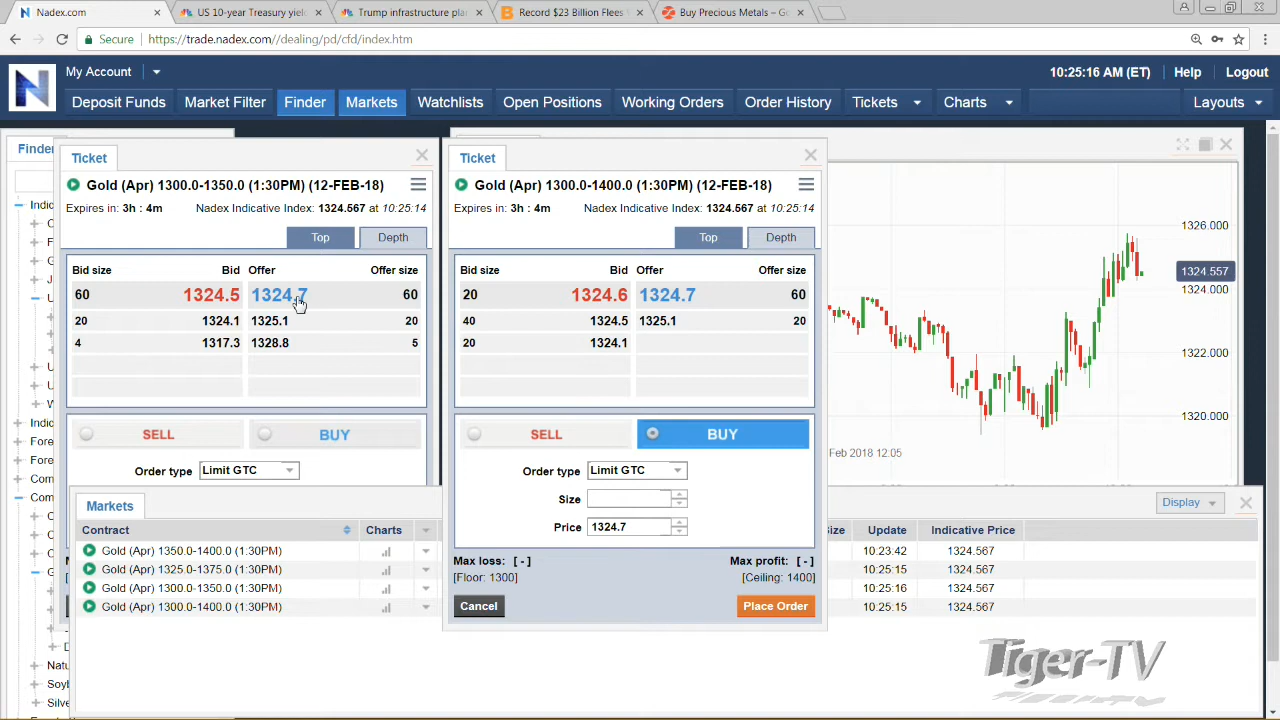 Nadex.com
US 10-year Treasury yiel
Trump infrastructure pla
Record $23 Billion Flees
Buy Precious Metals – Go
Secure
https://trade.nadex.com//dealing/pd/cfd/index.htm
N
My Account
10:25:16 AM (ET)
Help
Logout
Deposit Funds
Market Filter
Finder
Markets
Watchlists
Open Positions
Working Orders
Order History
Tickets
Charts
Layouts
Finder
Indic
Indic
Fore
Fore
Com
Com
Natu
Soyl
Silve
Ticket
Gold (Apr) 1300.0-1350.0 (1:30PM) (12-FEB-18)
Expires in: 3h : 4m
Nadex Indicative Index: 1324.567 at 10:25:14
Top
Depth
Bid size Bid Offer Offer size
60 1324.5 1324.7 60
20 1324.1 1325.1 20
4 1317.3 1328.8 5
SELL
BUY
Order type Limit GTC
Ticket
Gold (Apr) 1300.0-1400.0 (1:30PM) (12-FEB-18)
Expires in: 3h : 4m
Nadex Indicative Index: 1324.567 at 10:25:14
Top
Depth
Bid size Bid Offer Offer size
20 1324.6 1324.7 60
40 1324.5 1325.1 20
20 1324.1
SELL
BUY
Order type Limit GTC
Size
Price 1324.7
Max loss: [ - ]
Max profit: [ - ]
[Floor: 1300]
[Ceiling: 1400]
Cancel
Place Order
1326.000
1324.557
1324.000
1322.000
1320.000
Feb 2018 12:05
Markets
Display
Contract Charts Size Update Indicative Price
Gold (Apr) 1350.0-1400.0 (1:30PM) 10:23:42 1324.567
Gold (Apr) 1325.0-1375.0 (1:30PM) 10:25:15 1324.567
Gold (Apr) 1300.0-1350.0 (1:30PM) 10:25:16 1324.567
Gold (Apr) 1300.0-1400.0 (1:30PM) 10:25:15 1324.567
Tiger-TV